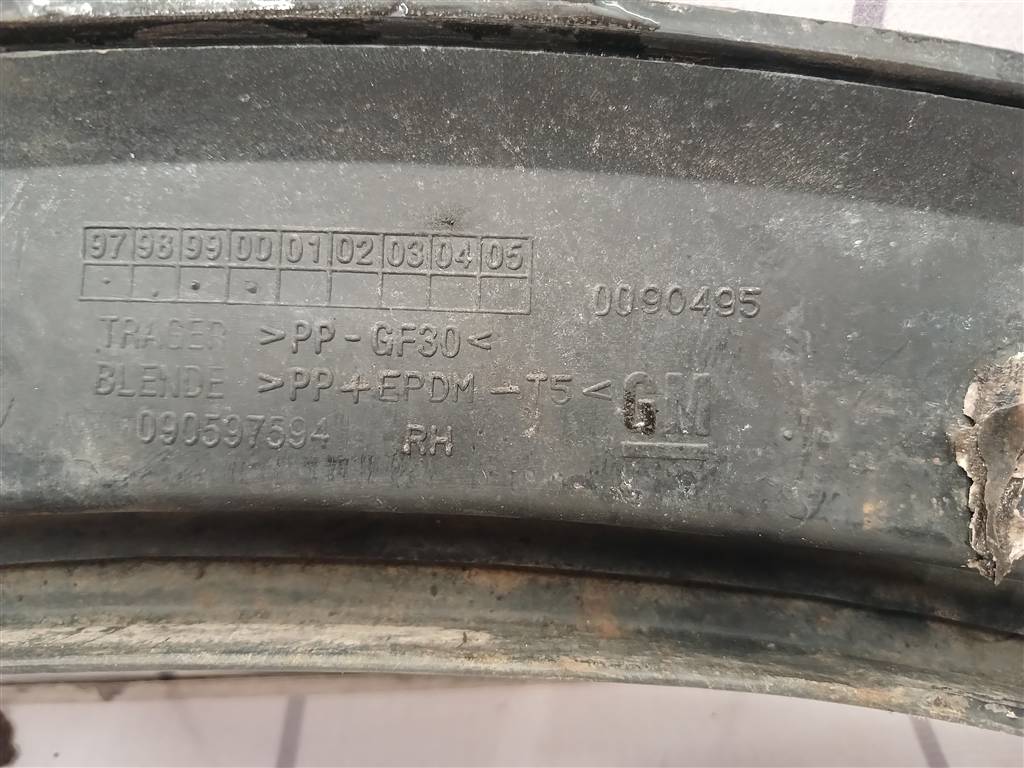 97 98 99 00 01 02 03 04 05
0090495
TRAGER >PP-GF30<
BLENDE >PP+EPDM-T5<
GM
090597594 RH